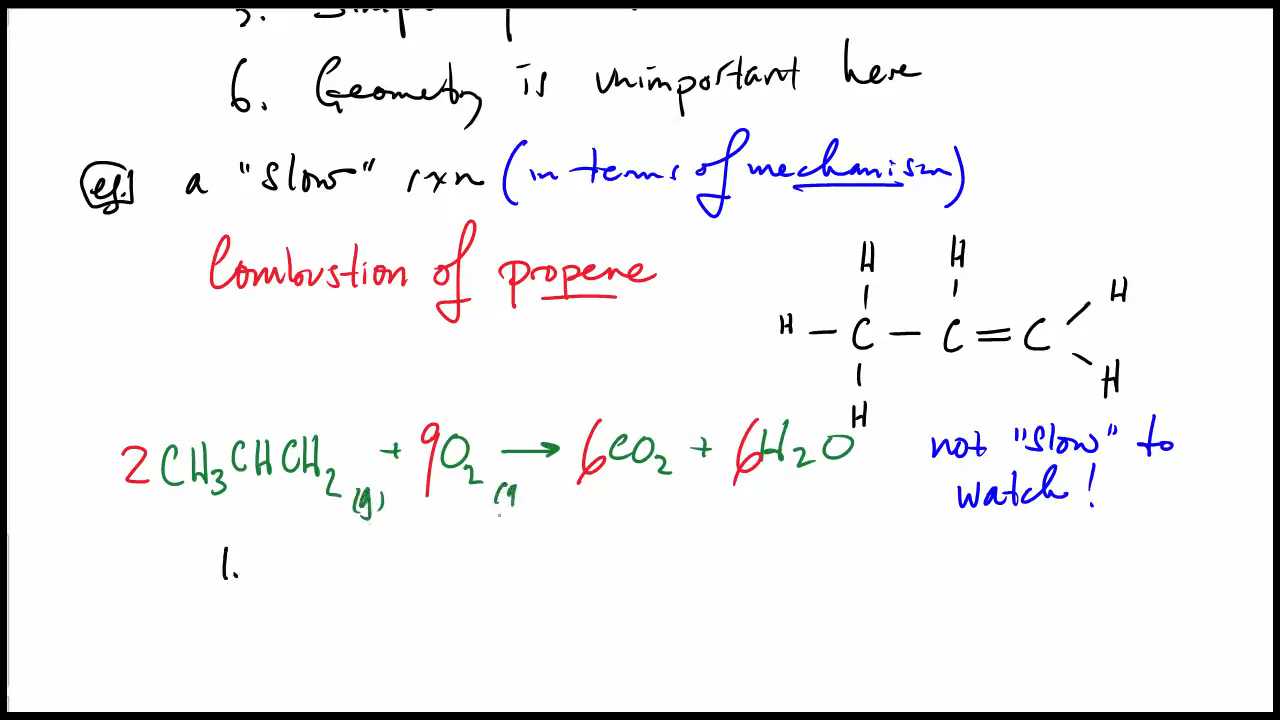 6. Geometry is unimportant here
eg. a "slow" rxn (in terms of mechanism)
Combustion of propene
H H
H
H — C — C = C
H
H
2CH₃CHCH₂(g) + 9O₂(g → 6CO₂ + 6H₂O
not "slow" to
watch!
1.